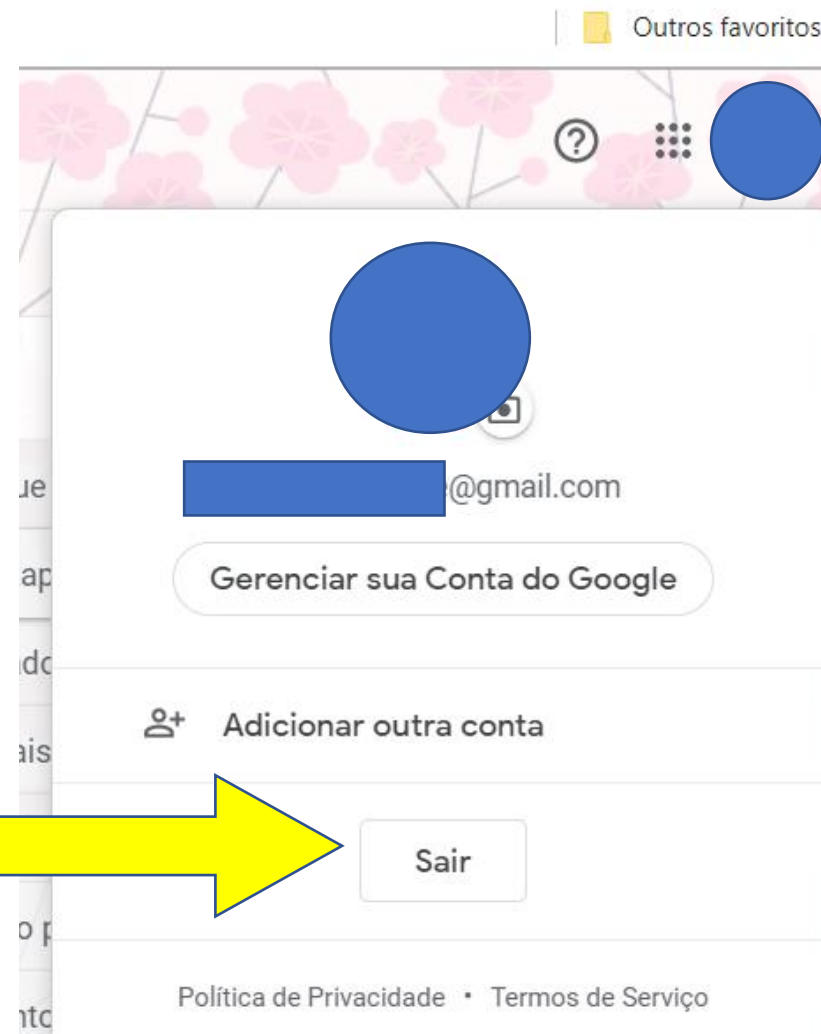 Outros favoritos
@gmail.com
Gerenciar sua Conta do Google
Adicionar outra conta
Sair
Política de Privacidade • Termos de Serviço